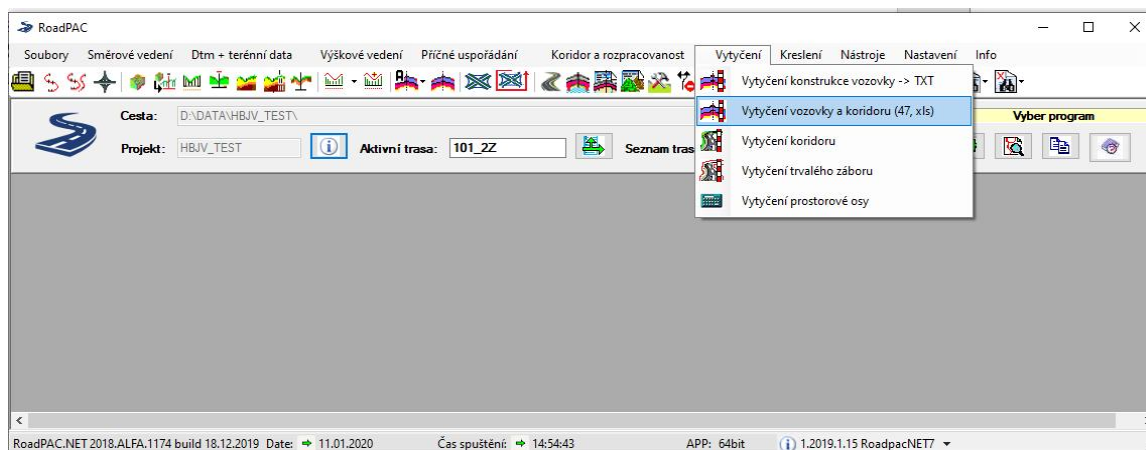 RoadPAC
Soubory Směrové vedení Dtm + terénní data Výškové vedení Příčné uspořádání Koridor a rozpracovanost Vytyčení Kreslení Nástroje Nastavení Info
Vytyčení konstrukce vozovky -> TXT
Cesta: D:\DATA\HBJV_TEST\
Vytyčení vozovky a koridoru (47, xls)
Vyber program
Projekt: HBJV_TEST
Aktivní trasa: 101_2Z
Seznam tras
Vytyčení koridoru
Vytyčení trvalého záboru
Vytyčení prostorové osy
RoadPAC.NET 2018.ALFA.1174 build 18.12.2019 Date: 11.01.2020 Čas spuštění: 14:54:43 APP: 64bit 1.2019.1.15 RoadpacNET7